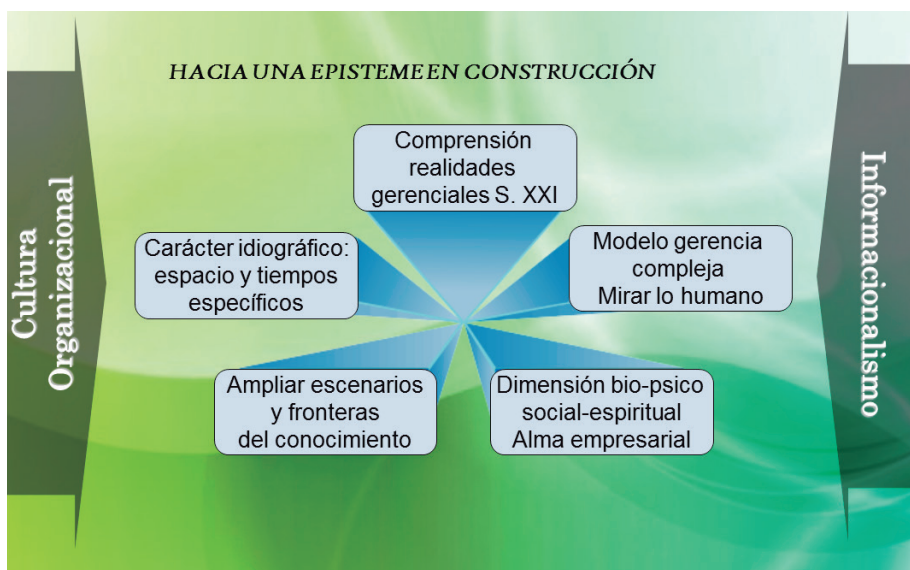 HACIA UNA EPISTEME EN CONSTRUCCIÓN
Comprensión
realidades
gerenciales S. XXI
Carácter idiográfico:
espacio y tiempos
específicos
Modelo gerencia
compleja
Mirar lo humano
Ampliar escenarios
y fronteras
del conocimiento
Dimensión bio-psico
social-espiritual
Alma empresarial
Cultura
Organizacional
Informacionalismo